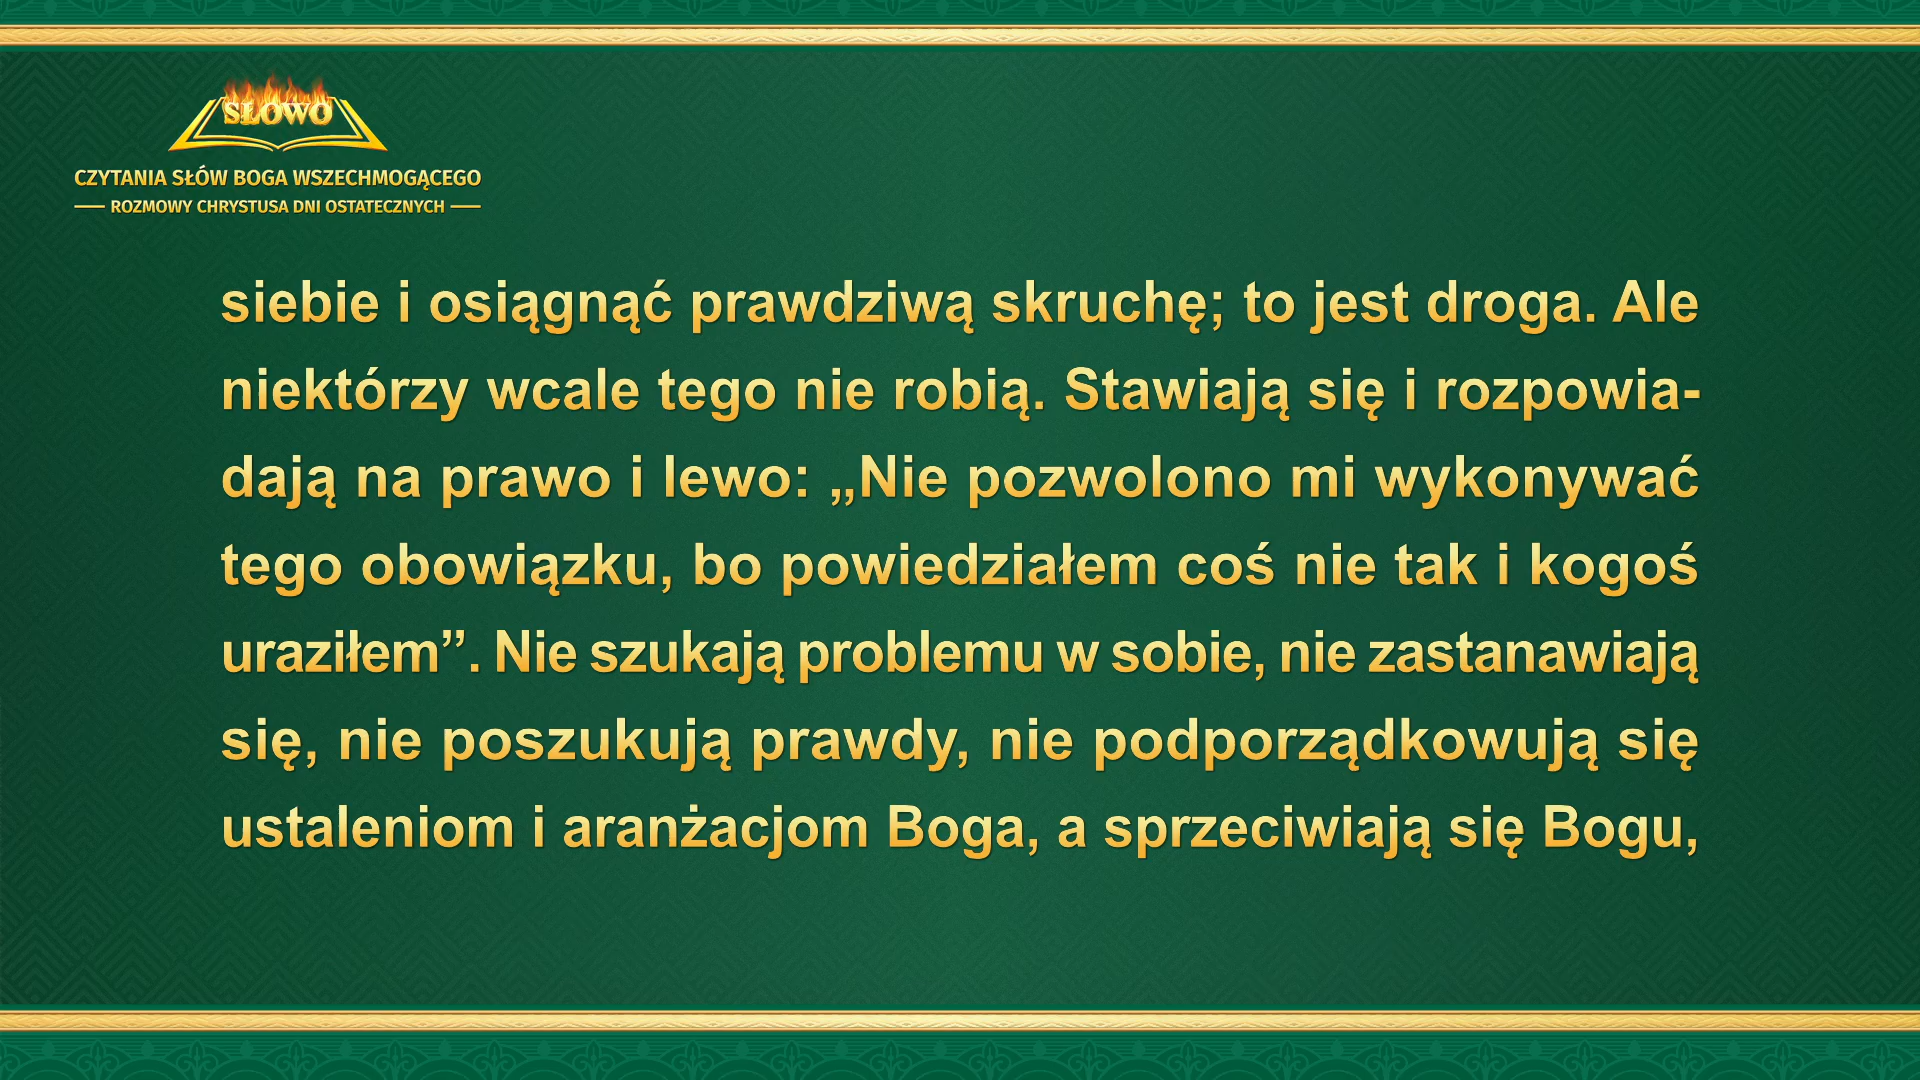 SŁOWO
CZYTANIA SŁÓW BOGA WSZECHMOGĄCEGO
ROZMOWY CHRYSTUSA DNI OSTATECZNYCH
siebie i osiągnąć prawdziwą skruchę; to jest droga. Ale
niektórzy wcale tego nie robią. Stawiają się i rozpowia-
dają na prawo i lewo: „Nie pozwolono mi wykonywać
tego obowiązku, bo powiedziałem coś nie tak i kogoś
uraziłem”. Nie szukają problemu w sobie, nie zastanawiają
się, nie poszukują prawdy, nie podporządkowują się
ustaleniom i aranżacjom Boga, a sprzeciwiają się Bogu,